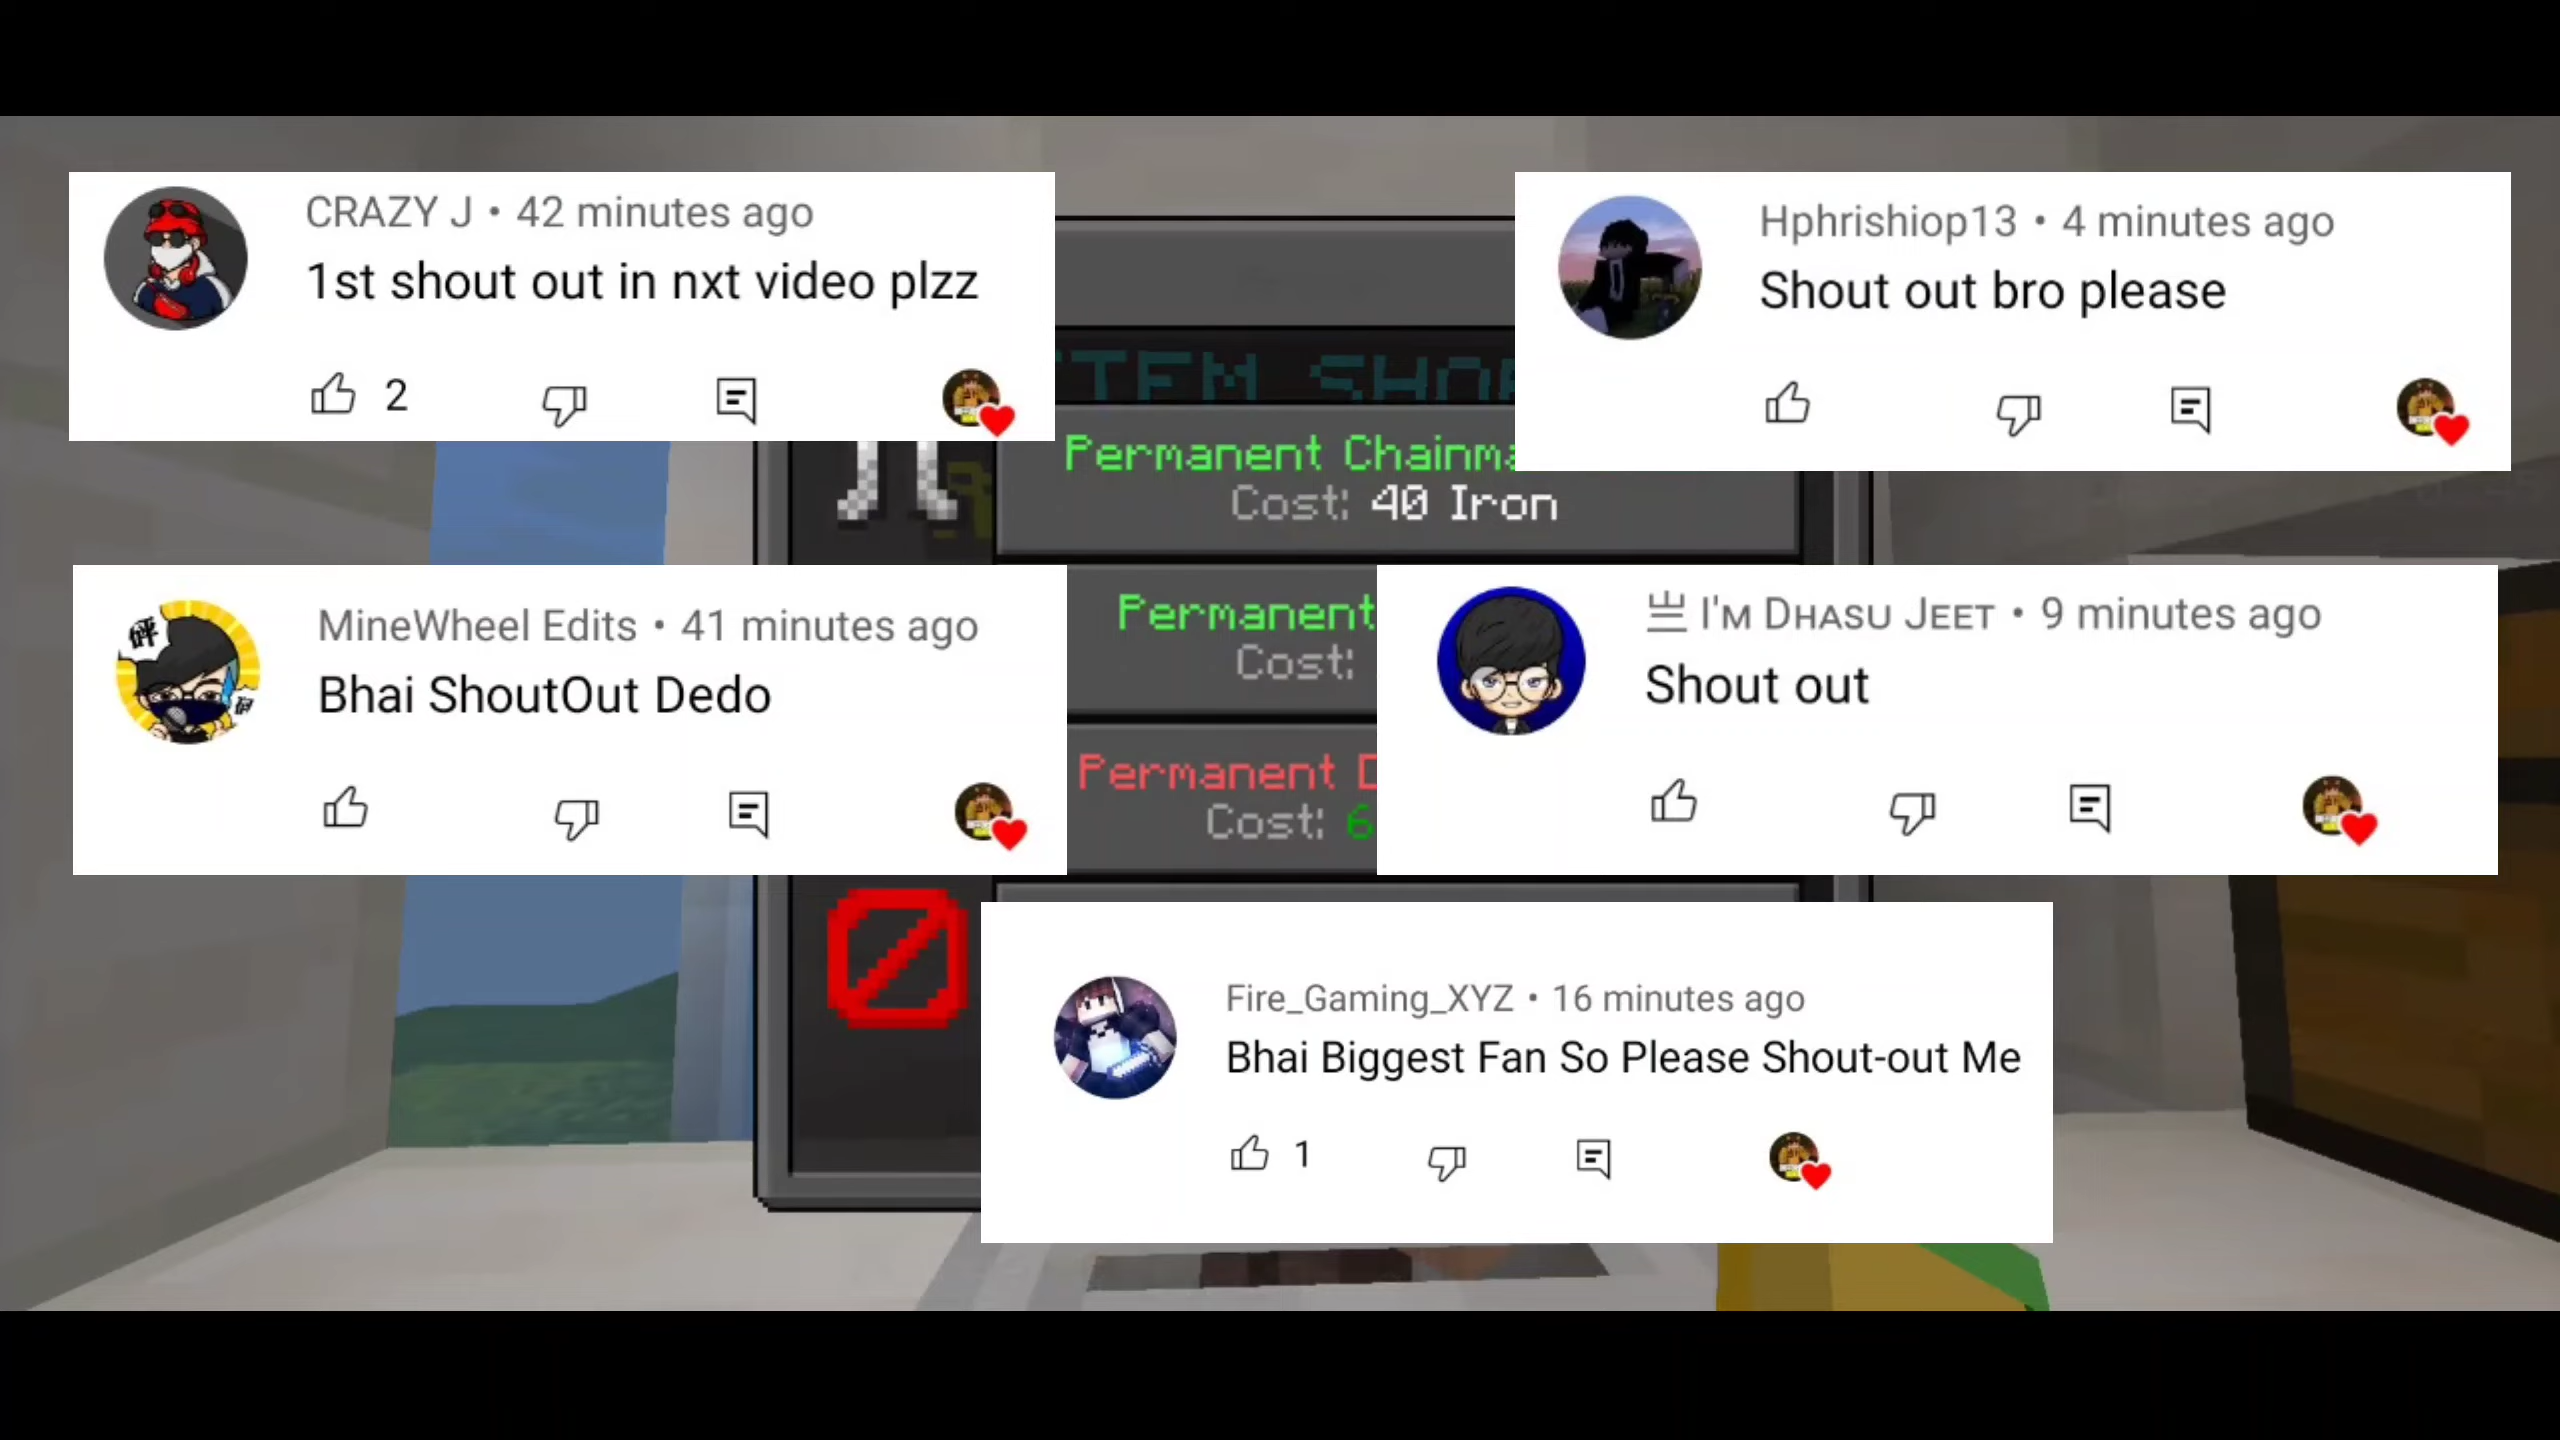 CRAZY J • 42 minutes ago
1st shout out in nxt video plzz
2
Hphrishiop13 • 4 minutes ago
Shout out bro please
Permanent
Cost: 40 Iron
MineWheel Edits • 41 minutes ago
Bhai ShoutOut Dedo
Permanent
Cost:
Permanent
Cost: 6
亗 I'M DHASU JEET • 9 minutes ago
Shout out
Fire_Gaming_XYZ • 16 minutes ago
Bhai Biggest Fan So Please Shout-out Me
1